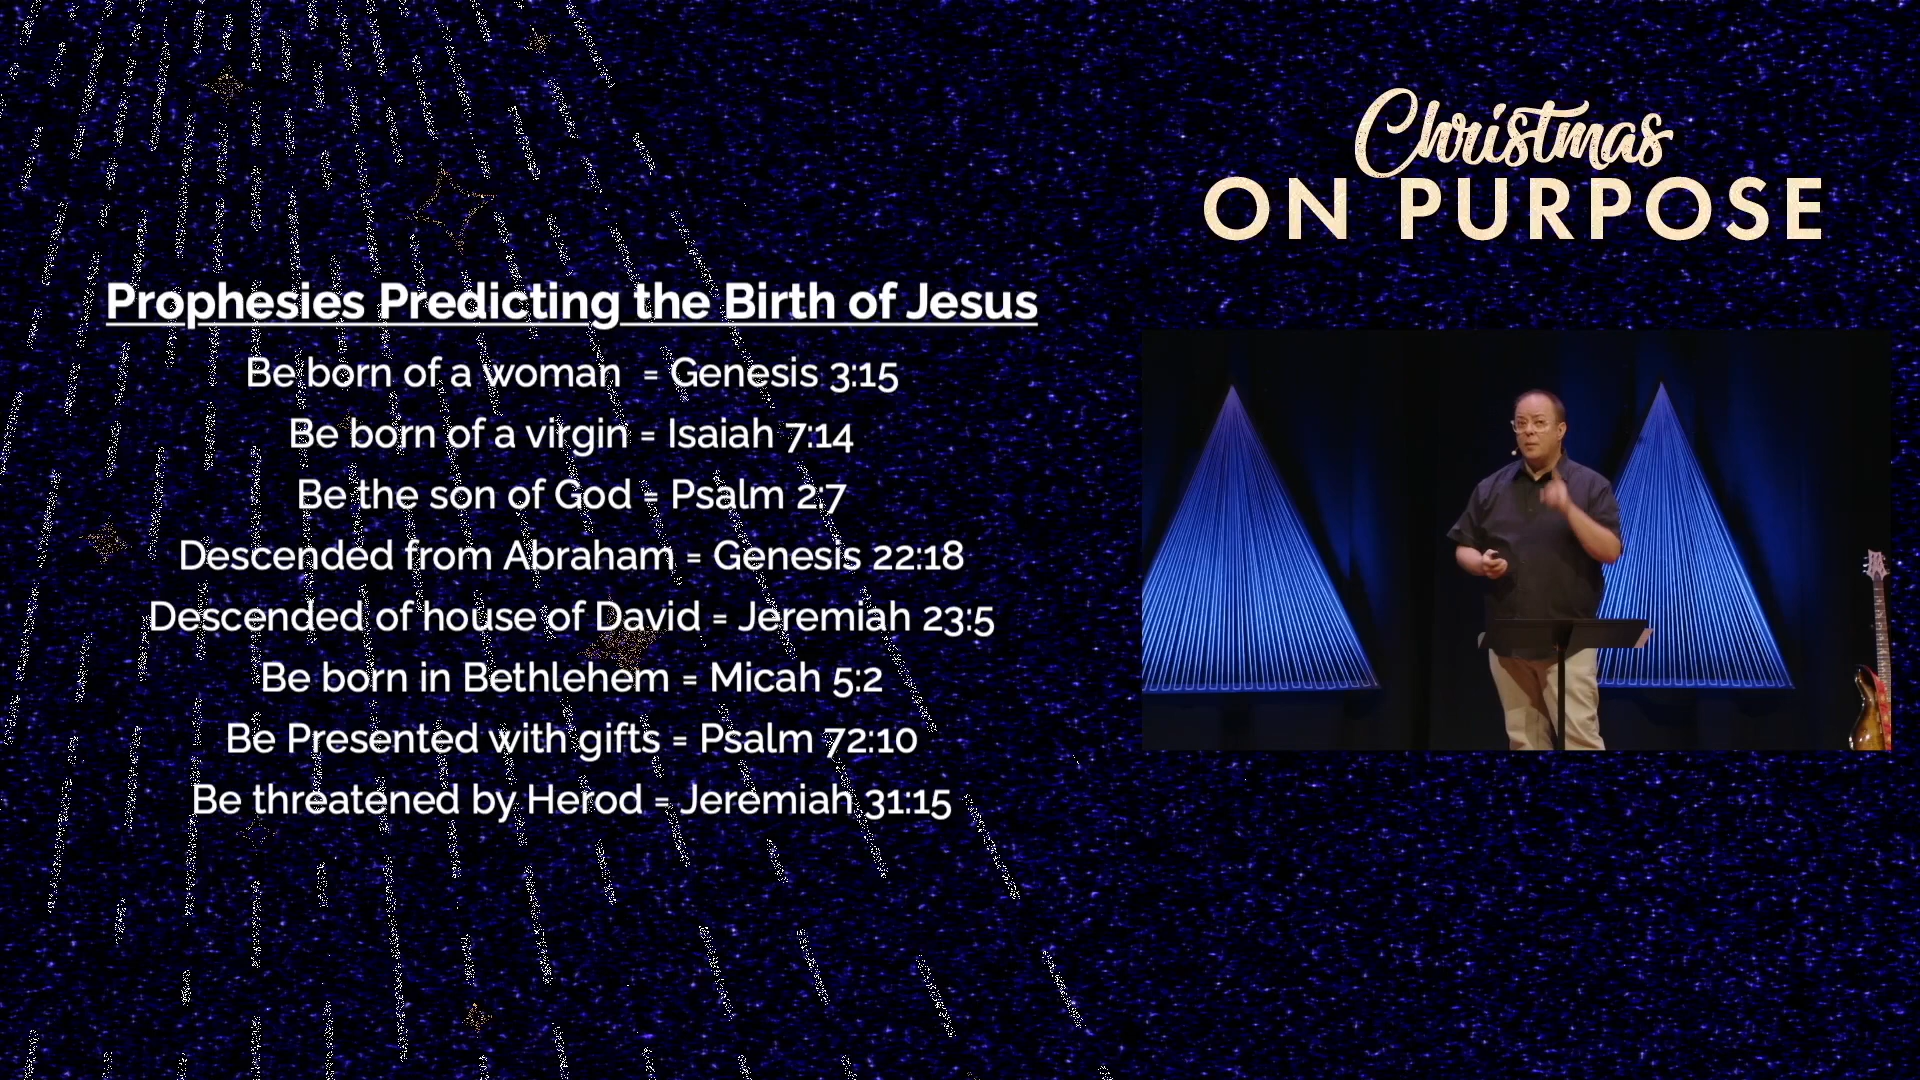 Christmas
ON PURPOSE
Prophesies Predicting the Birth of Jesus
Be born of a woman = Genesis 3:15
Be born of a virgin = Isaiah 7:14
Be the son of God = Psalm 2:7
Descended from Abraham = Genesis 22:18
Descended of house of David = Jeremiah 23:5
Be born in Bethlehem = Micah 5:2
Be Presented with gifts = Psalm 72:10
Be threatened by Herod = Jeremiah 31:15